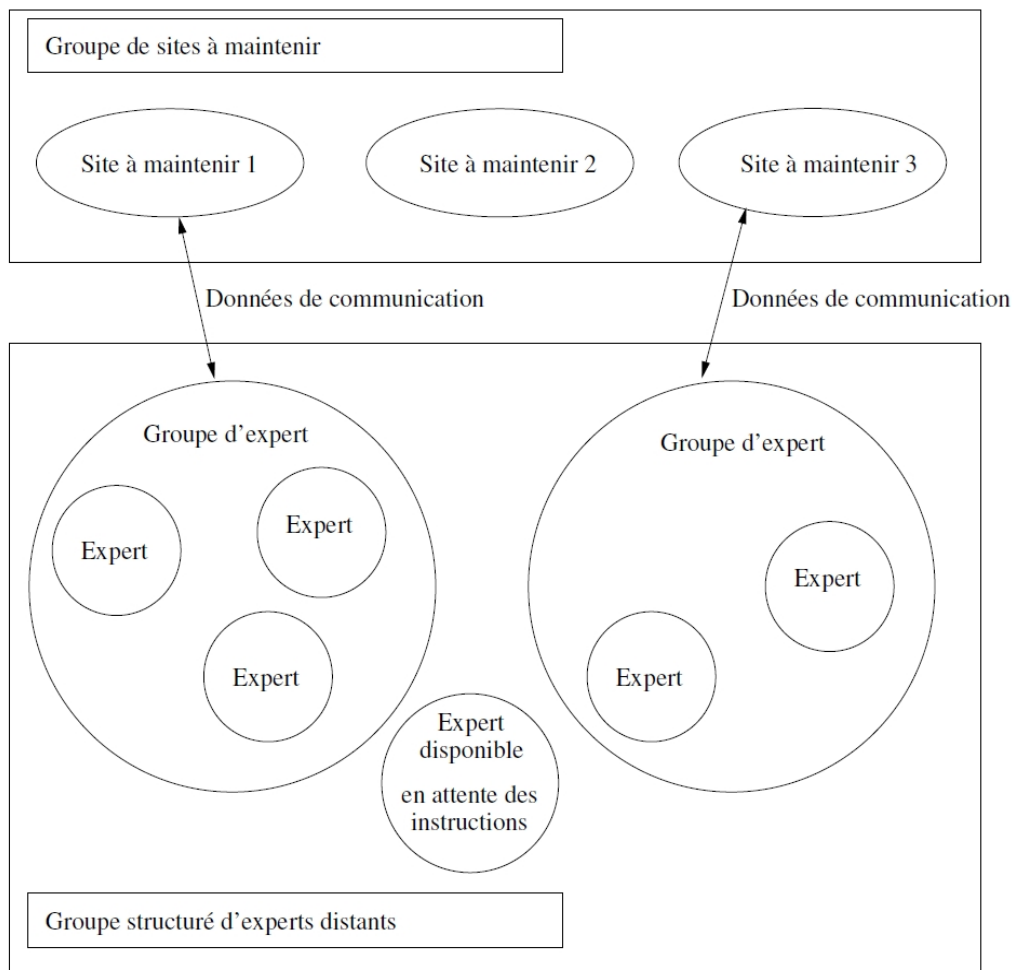 Groupe de sites à maintenir
Site à maintenir 1
Site à maintenir 2
Site à maintenir 3
Données de communication
Données de communication
Groupe d'expert
Expert
Expert
Expert
Groupe d'expert
Expert
Expert
Expert
disponible
en attente des
instructions
Groupe structuré d'experts distants